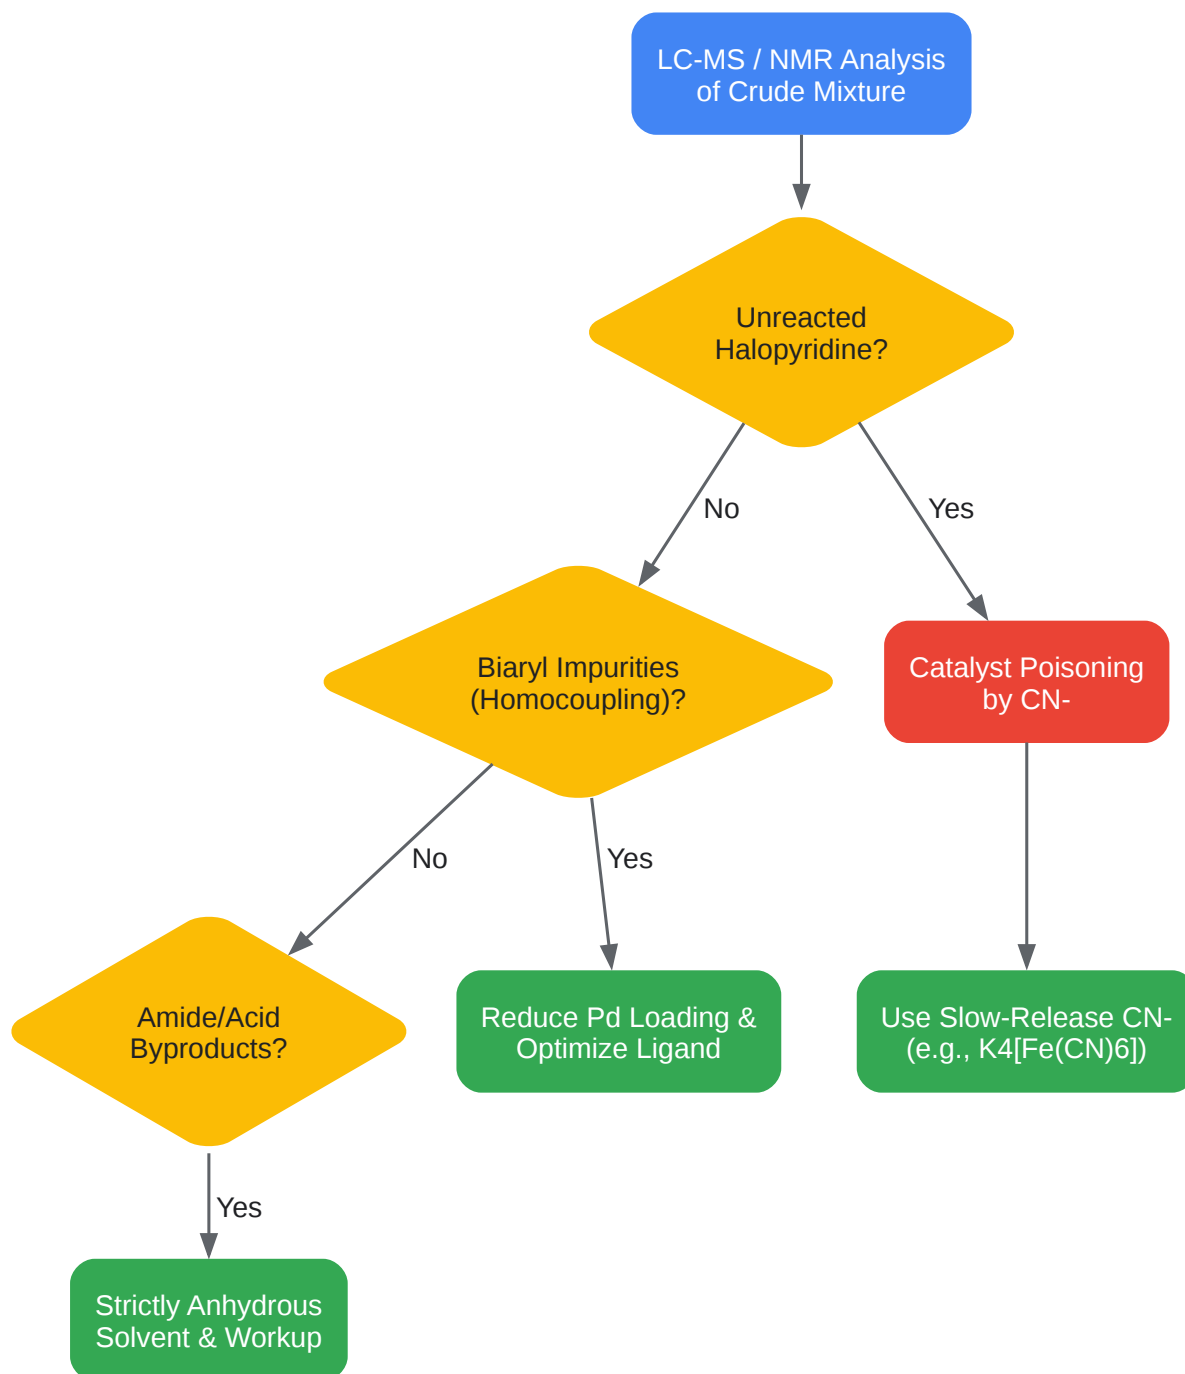 LC-MS / NMR Analysis
of Crude Mixture
Unreacted
Halopyridine?
No
Yes
Biaryl Impurities
(Homocoupling)?
Catalyst Poisoning
by CN-
No
Yes
Amide/Acid
Byproducts?
Reduce Pd Loading &
Optimize Ligand
Use Slow-Release CN-
(e.g., K4[Fe(CN)6])
Yes
Strictly Anhydrous
Solvent & Workup